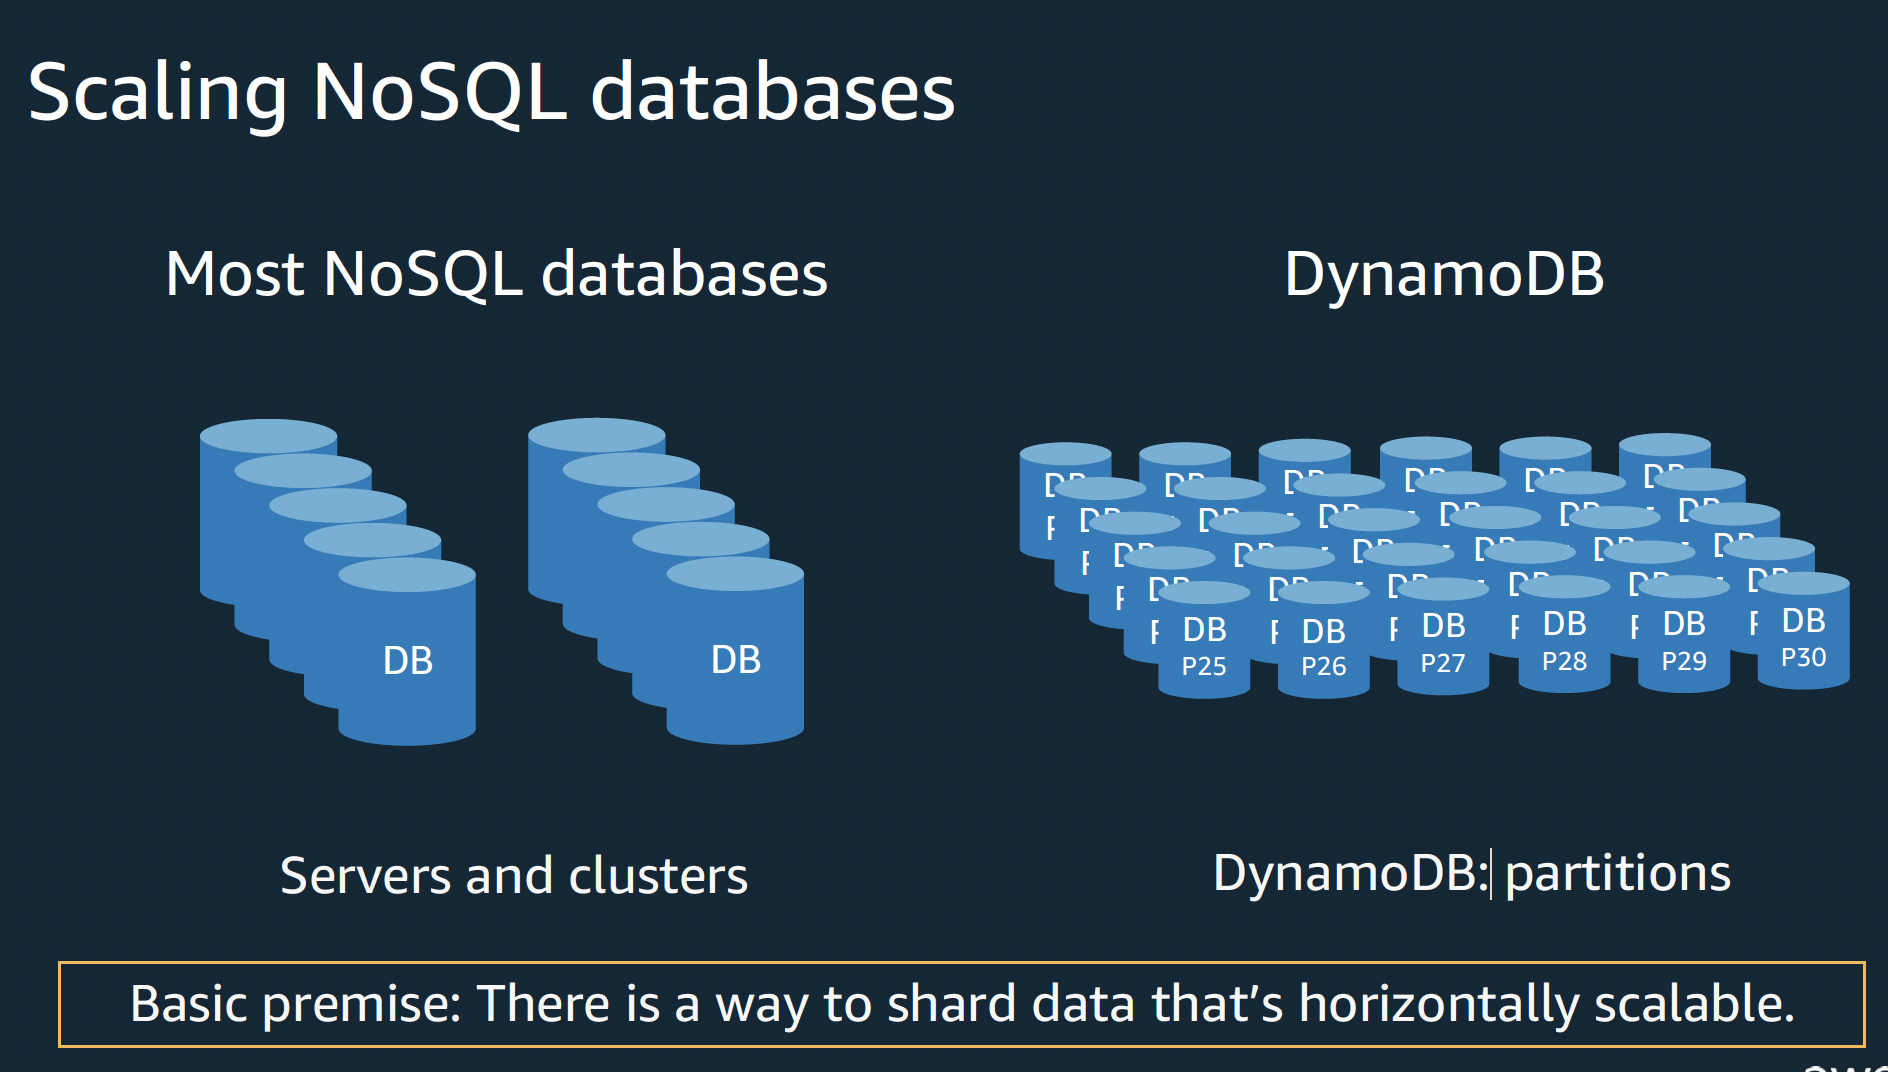 Scaling NoSQL databases
Most NoSQL databases
DynamoDB
DB
DB
DB
P25
DB
P26
DB
P27
DB
P28
DB
P29
DB
P30
Servers and clusters
DynamoDB: partitions
Basic premise: There is a way to shard data that’s horizontally scalable.